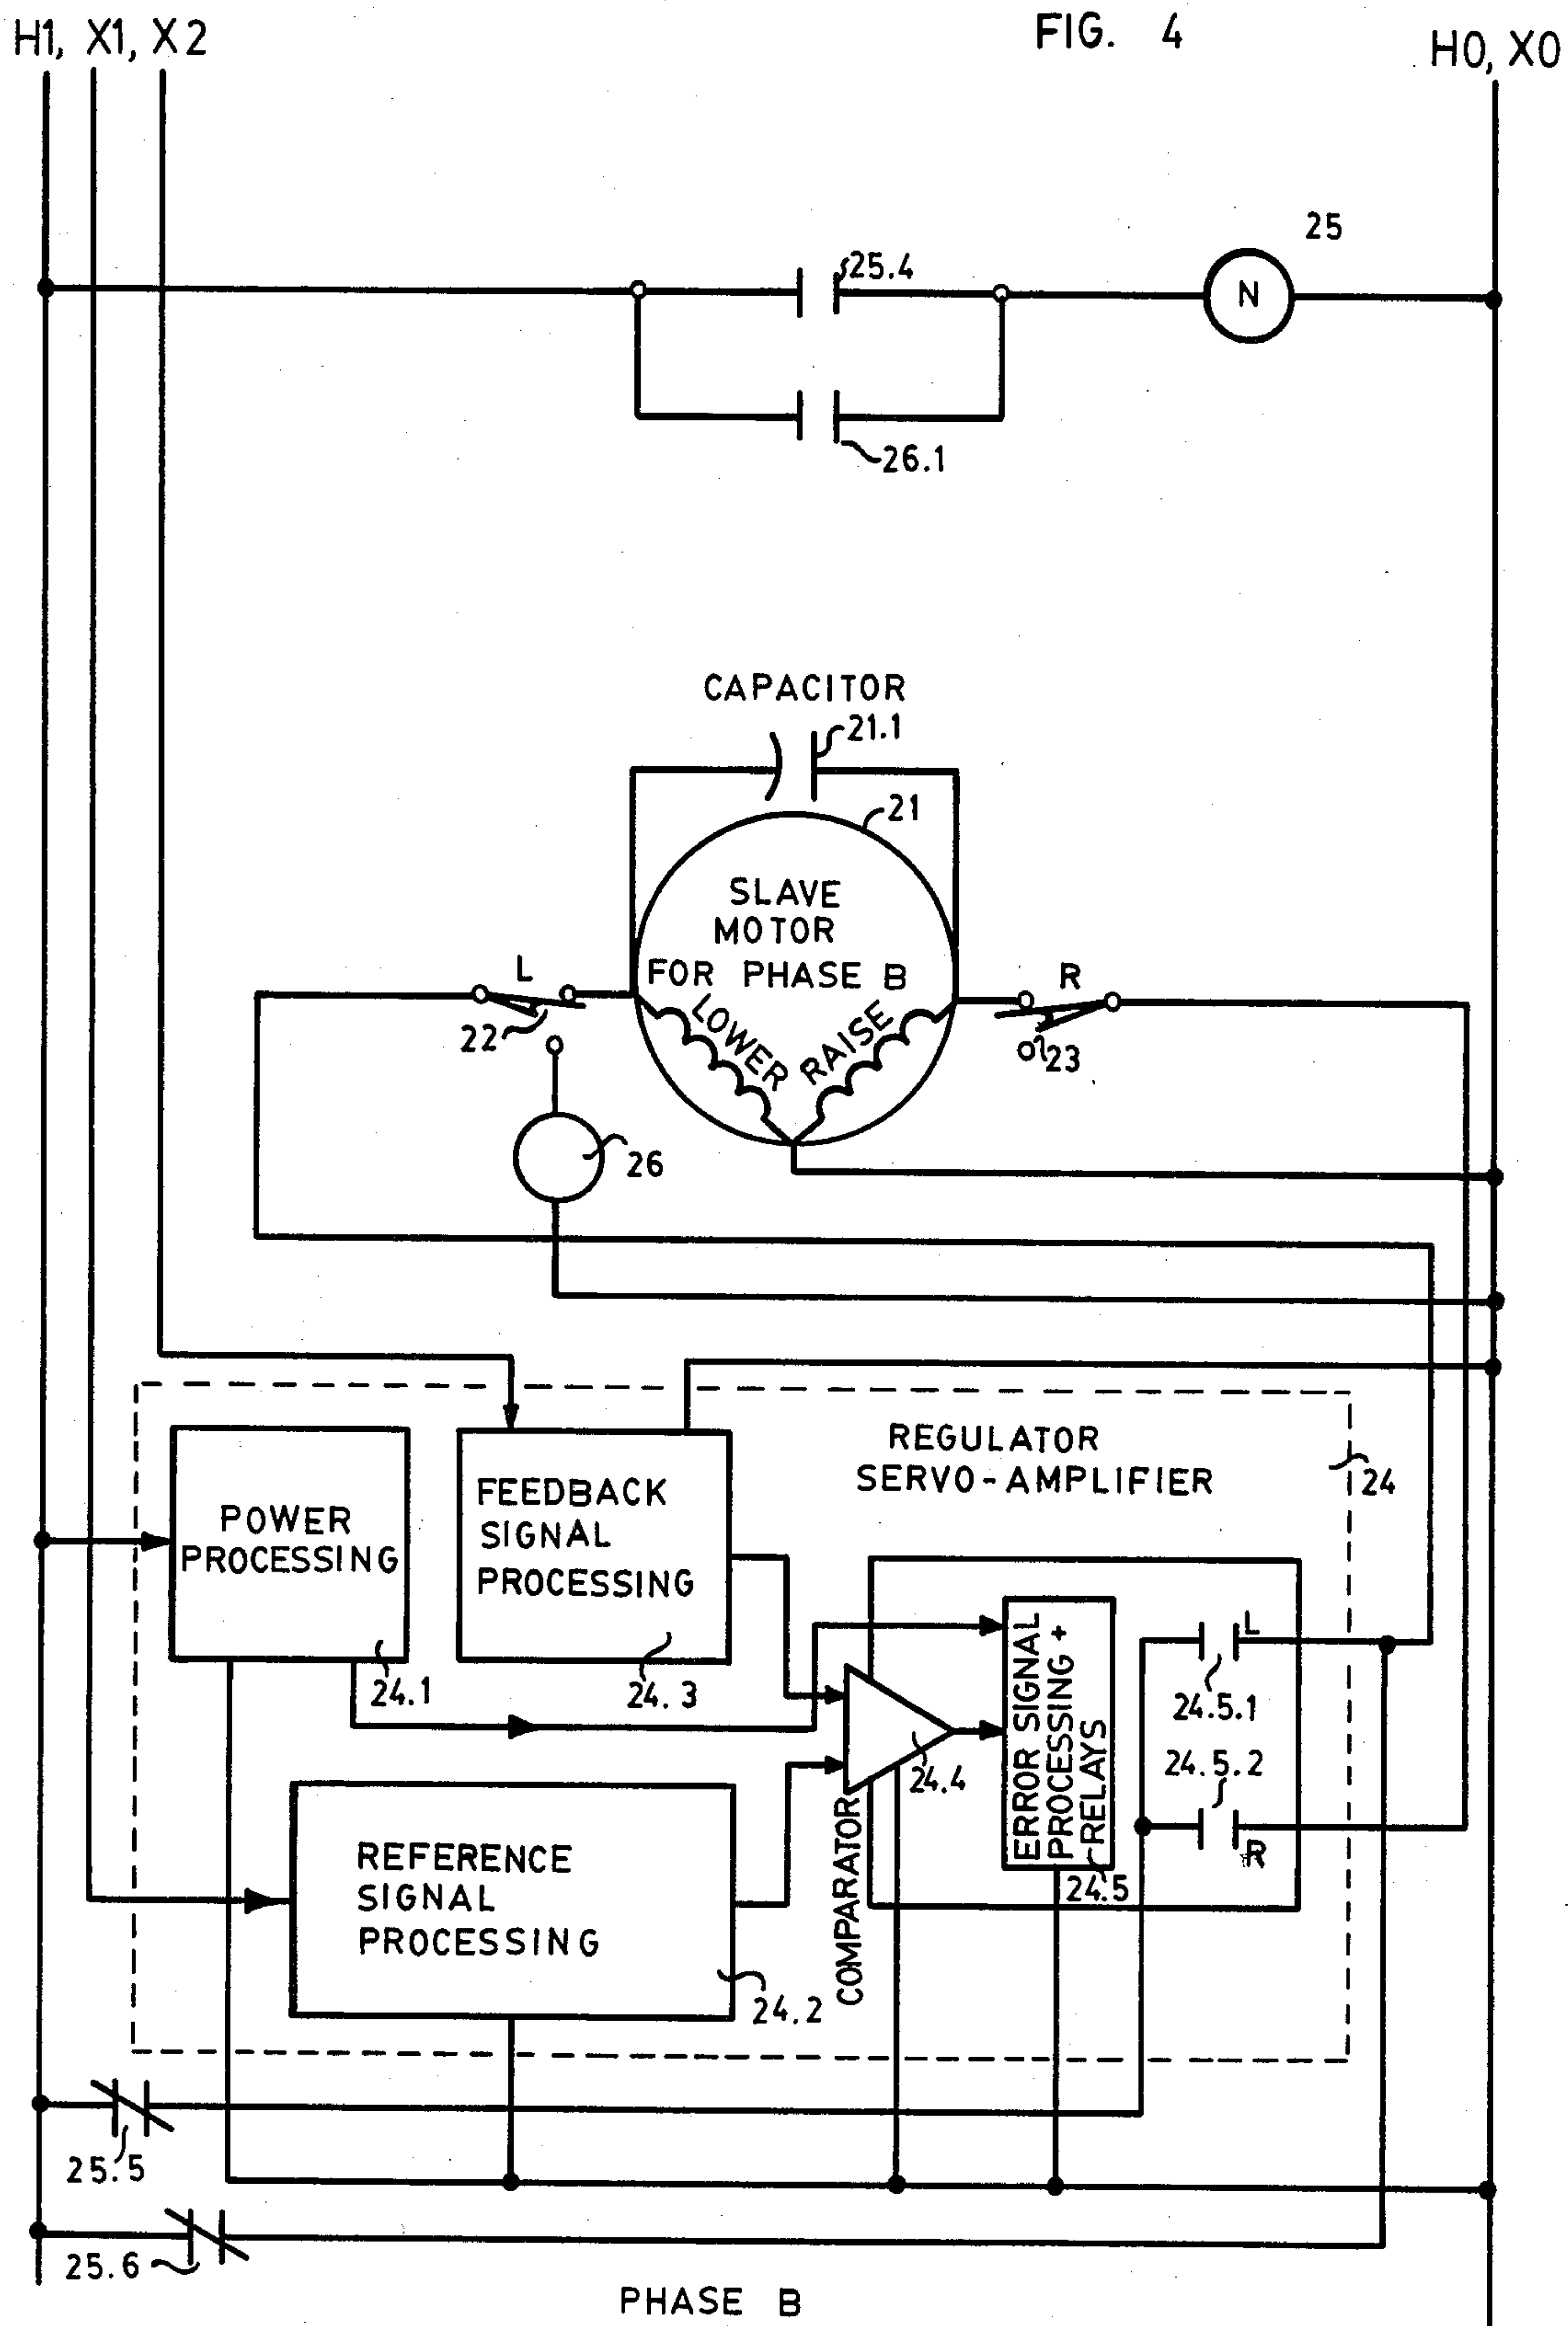 H1, X1, X2
FIG. 4
H0, X0
25
25.4
N
26.1
CAPACITOR
21.1
21
SLAVE
MOTOR
FOR PHASE B
L
R
22
LOWER
RAISE
23
26
REGULATOR
SERVO-AMPLIFIER
24
POWER
PROCESSING
FEEDBACK
SIGNAL
PROCESSING
24.1
24.3
ERROR SIGNAL
PROCESSING +
RELAYS
L
24.5.1
24.4
24.5.2
R
COMPARATOR
24.5
REFERENCE
SIGNAL
PROCESSING
24.2
25.5
25.6
PHASE B